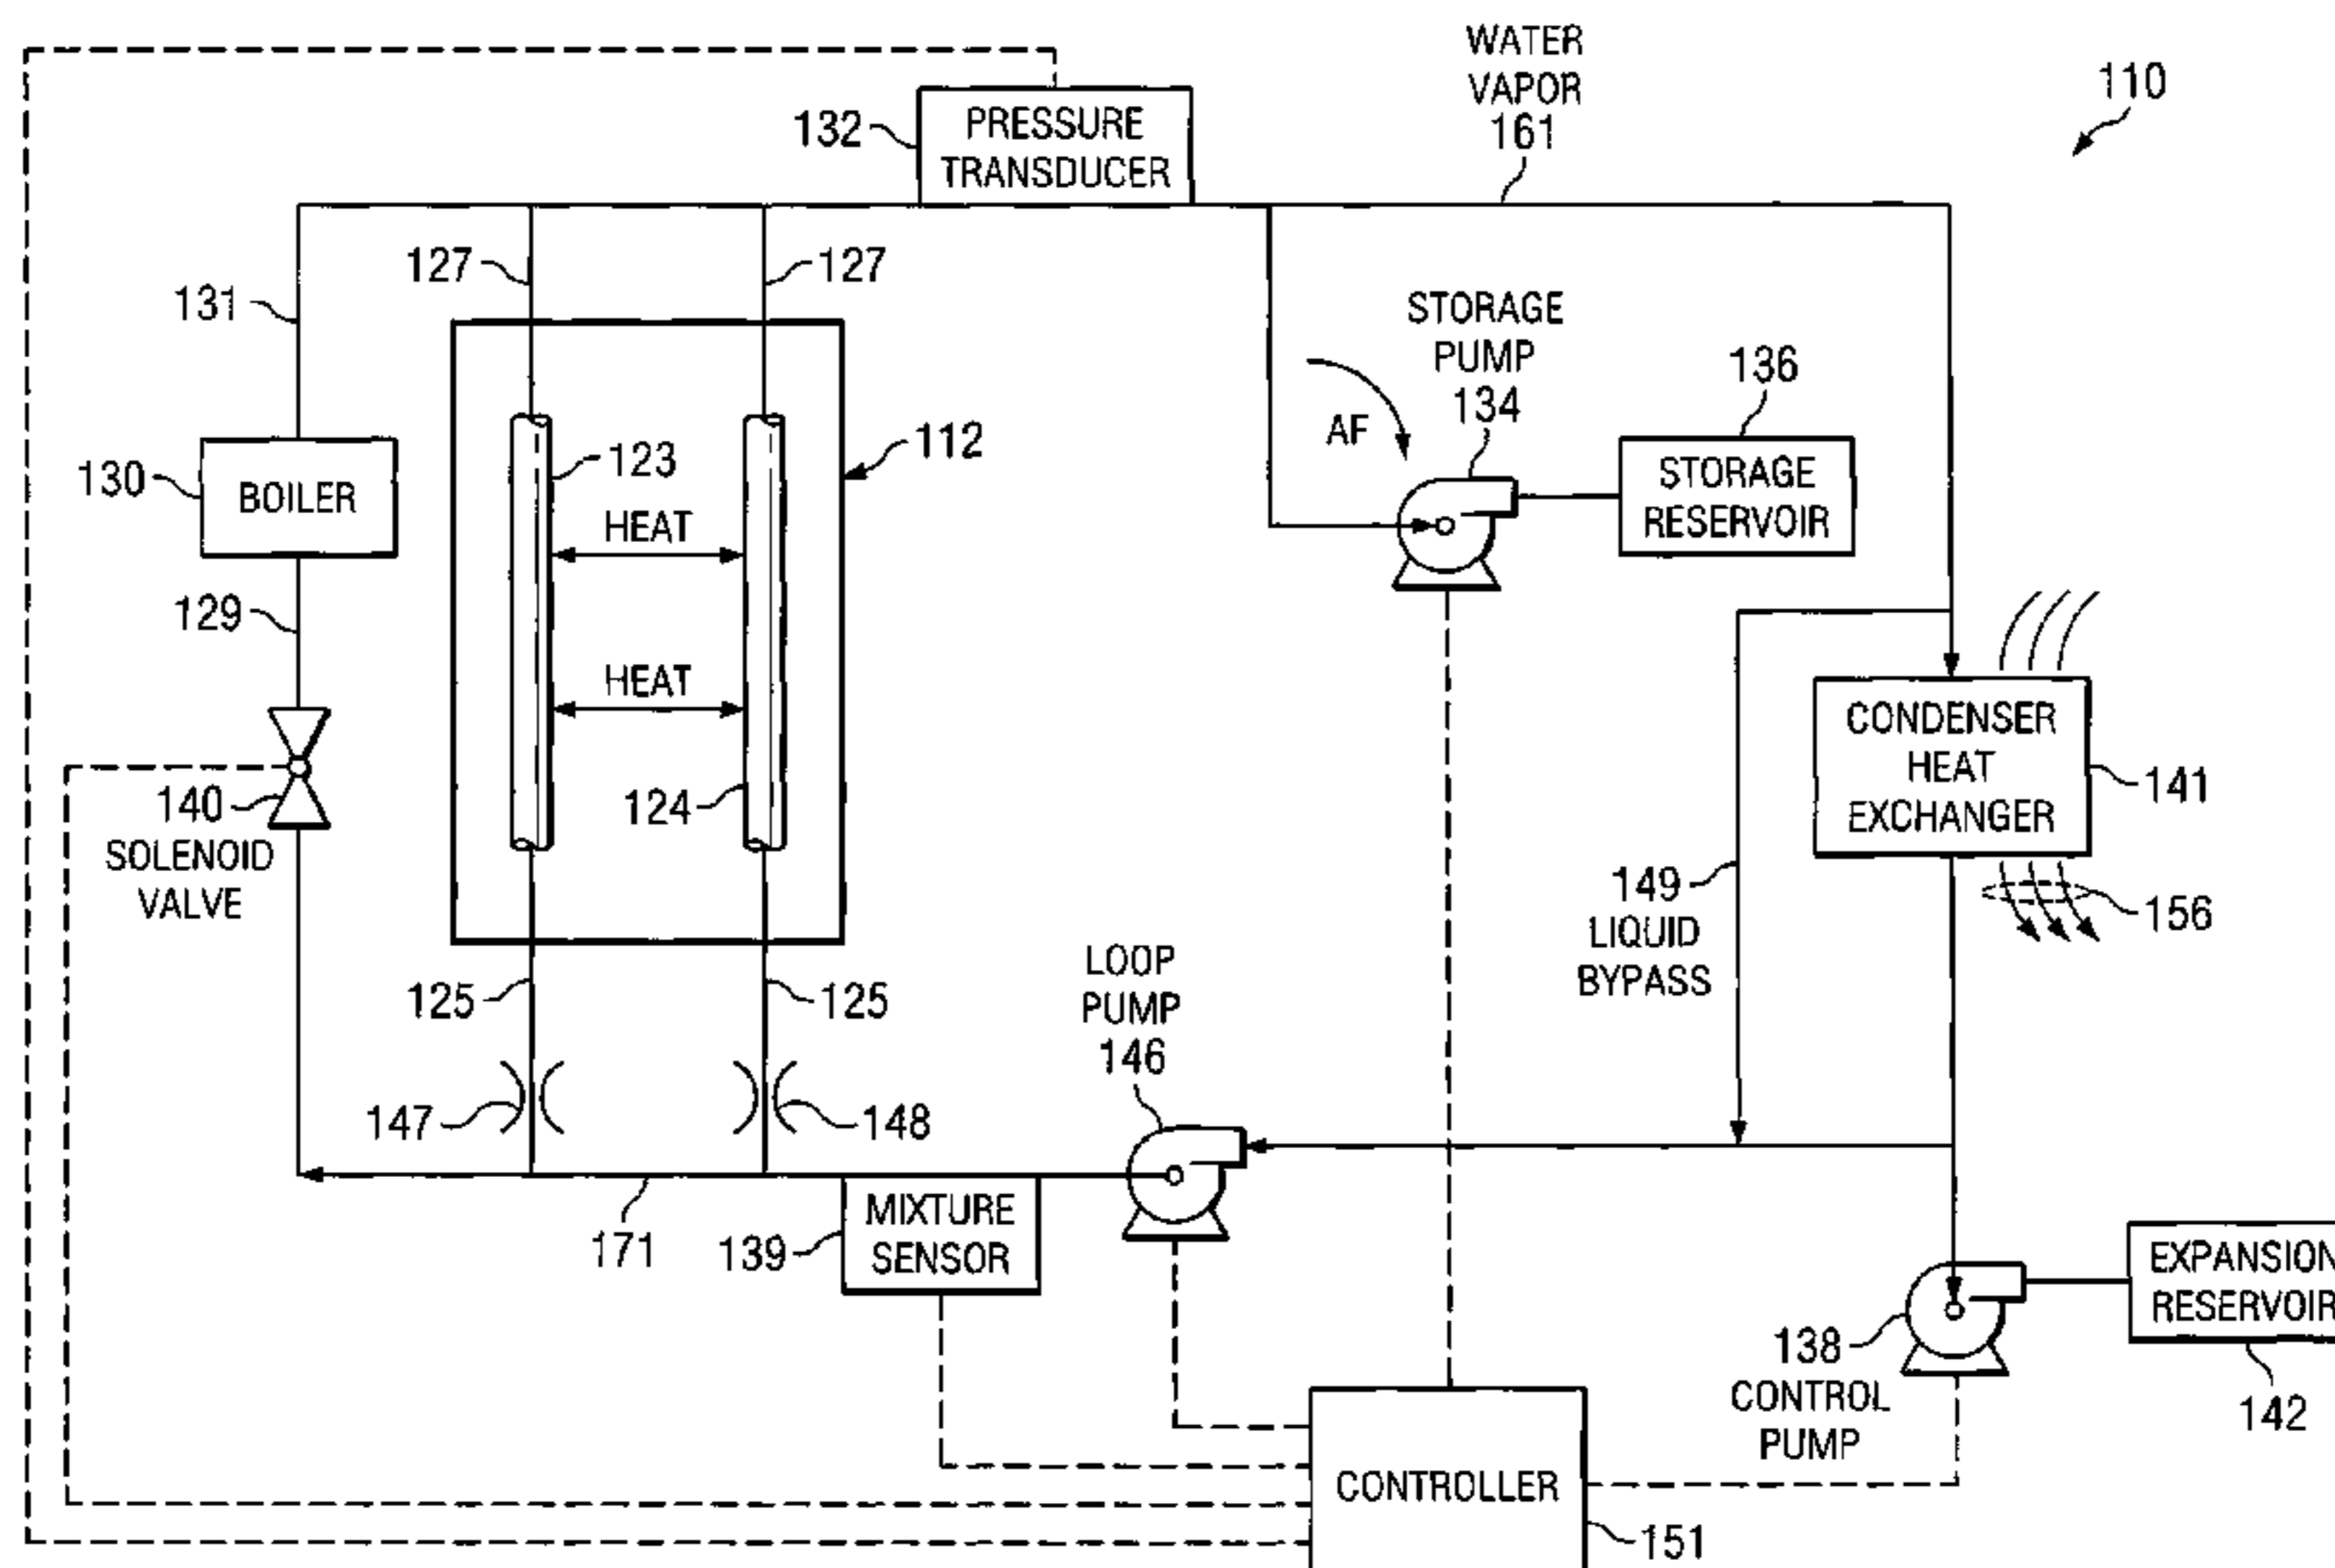 WATER
VAPOR
161
110
132
PRESSURE
TRANSDUCER
127
127
131
STORAGE
PUMP
134
136
AF
STORAGE
RESERVOIR
123
112
130
BOILER
HEAT
129
HEAT
124
140
SOLENOID
VALVE
CONDENSER
HEAT
EXCHANGER
141
149
LIQUID
BYPASS
156
125
125
LOOP
PUMP
146
147
148
171
139
MIXTURE
SENSOR
EXPANSION
RESERVOIR
138
CONTROL
PUMP
142
CONTROLLER
151